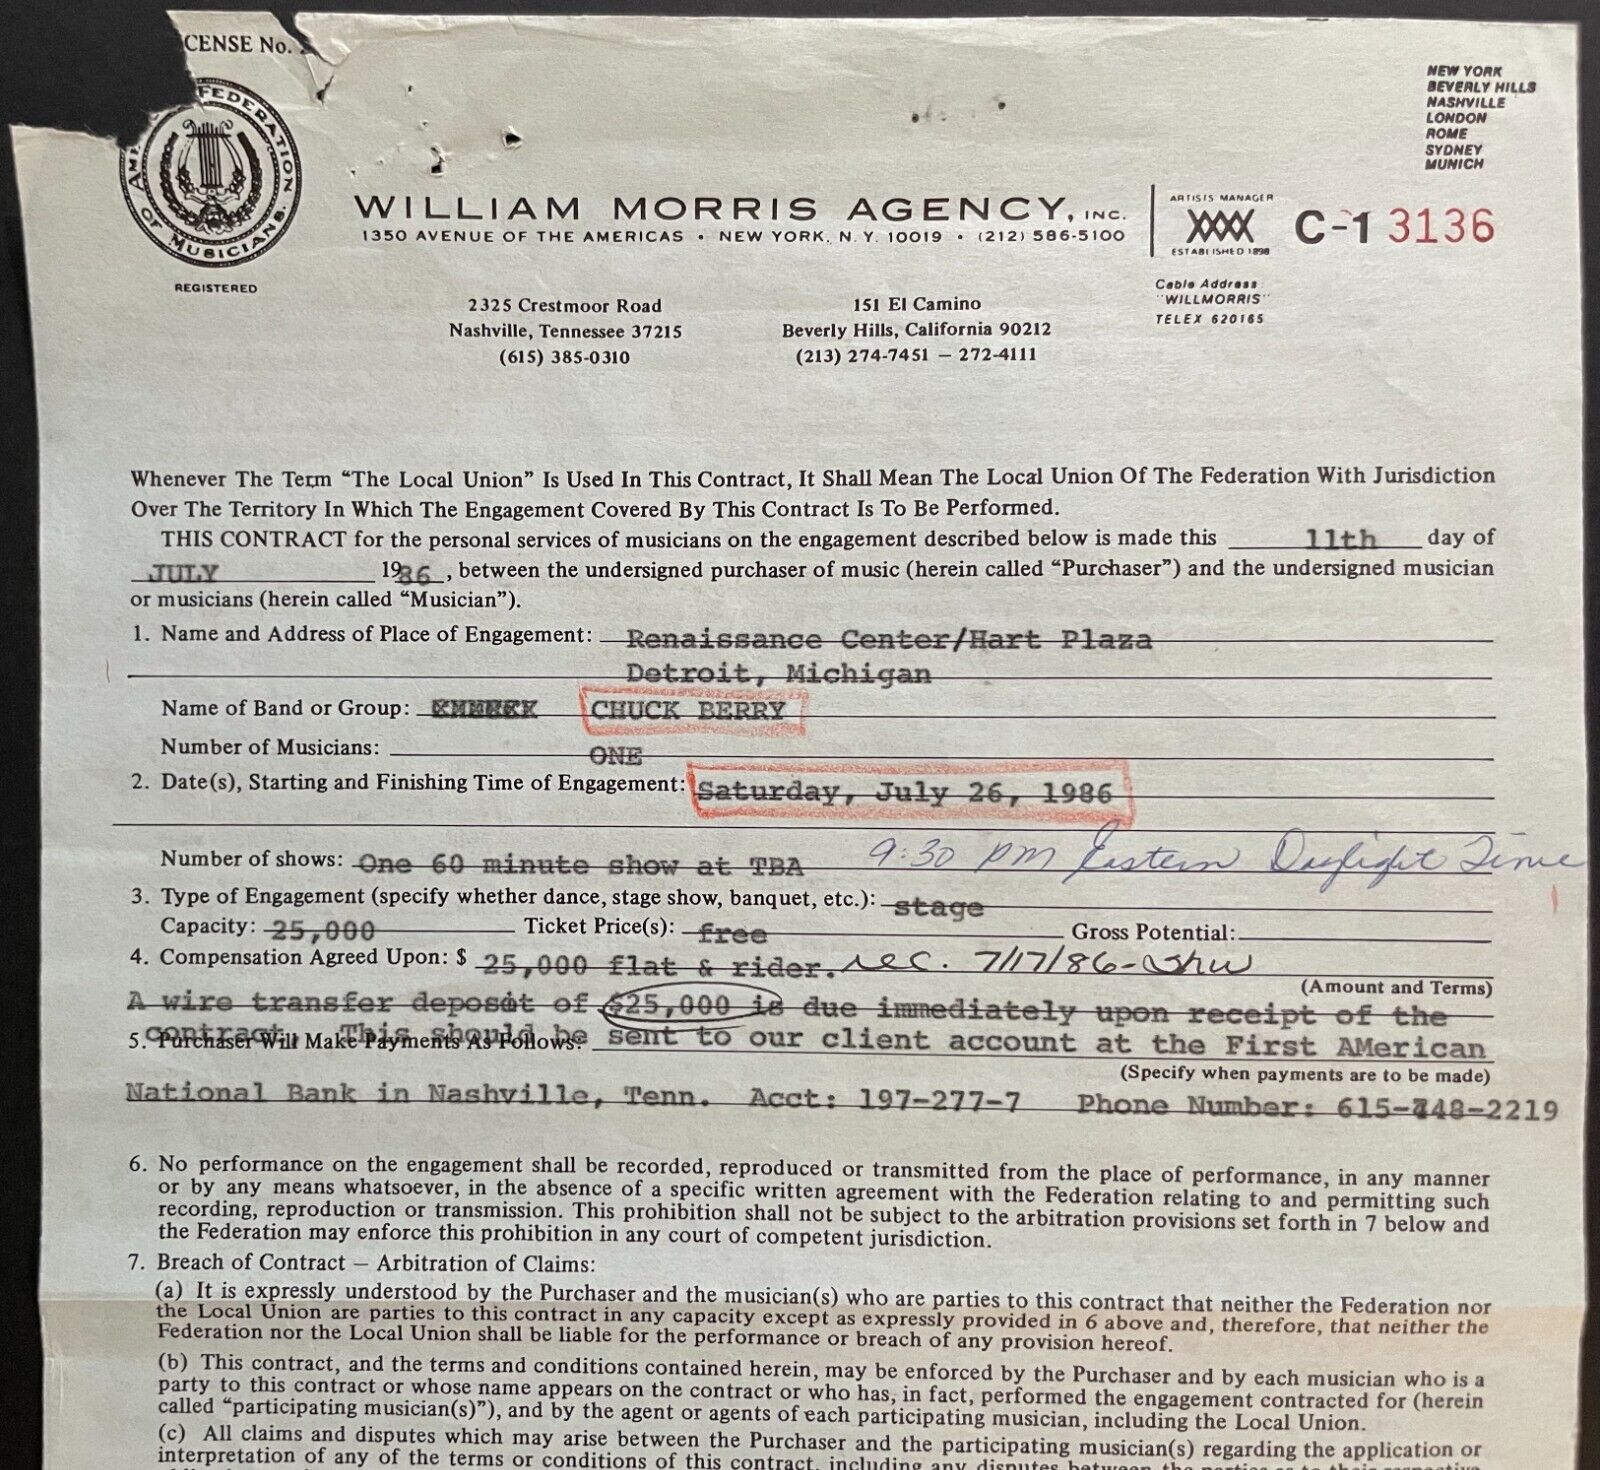 CENSE No.
FEDERATION OF MUSICIANS.
REGISTERED
NEW YORK
BEVERLY HILLS
NASHVILLE
LONDON
ROME
SYDNEY
MUNICH
WILLIAM MORRIS AGENCY, INC.
1350 AVENUE OF THE AMERICAS • NEW YORK, N.Y. 10019 • (212) 586-5100
ARTISTS MANAGER
ESTABLISHED 1898
C-1 3136
Cable Address
"WILLMORRIS"
TELEX 620165
2325 Crestmoor Road
Nashville, Tennessee 37215
(615) 385-0310
151 El Camino
Beverly Hills, California 90212
(213) 274-7451 — 272-4111
Whenever The Term “The Local Union” Is Used In This Contract, It Shall Mean The Local Union Of The Federation With Jurisdiction
Over The Territory In Which The Engagement Covered By This Contract Is To Be Performed.
THIS CONTRACT for the personal services of musicians on the engagement described below is made this 11th day of
JULY 1986, between the undersigned purchaser of music (herein called “Purchaser”) and the undersigned musician
or musicians (herein called “Musician”).
1. Name and Address of Place of Engagement: Renaissance Center/Hart Plaza
Detroit, Michigan
Name of Band or Group: CHUCK BERRY
Number of Musicians: ONE
2. Date(s), Starting and Finishing Time of Engagement: Saturday, July 26, 1986
Number of shows: One 60 minute show at TBA 9:30 PM Eastern Daylight Time
3. Type of Engagement (specify whether dance, stage show, banquet, etc.): stage
Capacity: 25,000 Ticket Price(s): free Gross Potential:
4. Compensation Agreed Upon: $ 25,000 flat & rider. rec. 7/17/86-
(Amount and Terms)
A wire transfer deposit of $25,000 is due immediately upon receipt of the
contract. This should be sent to our client account at the First AMerican
5. Purchaser Will Make Payments As Follows:
(Specify when payments are to be made)
National Bank in Nashville, Tenn. Acct: 197-277-7 Phone Number: 615-748-2219
6. No performance on the engagement shall be recorded, reproduced or transmitted from the place of performance, in any manner
or by any means whatsoever, in the absence of a specific written agreement with the Federation relating to and permitting such
recording, reproduction or transmission. This prohibition shall not be subject to the arbitration provisions set forth in 7 below and
the Federation may enforce this prohibition in any court of competent jurisdiction.
7. Breach of Contract — Arbitration of Claims:
(a) It is expressly understood by the Purchaser and the musician(s) who are parties to this contract that neither the Federation nor
the Local Union are parties to this contract in any capacity except as expressly provided in 6 above and, therefore, that neither the
Federation nor the Local Union shall be liable for the performance or breach of any provision hereof.
(b) This contract, and the terms and conditions contained herein, may be enforced by the Purchaser and by each musician who is a
party to this contract or whose name appears on the contract or who has, in fact, performed the engagement contracted for (herein
called “participating musician(s)”), and by the agent or agents of each participating musician, including the Local Union.
(c) All claims and disputes which may arise between the Purchaser and the participating musician(s) regarding the application or
interpretation of any of the terms or conditions of this contract, including any disputes between the parties as to their respective